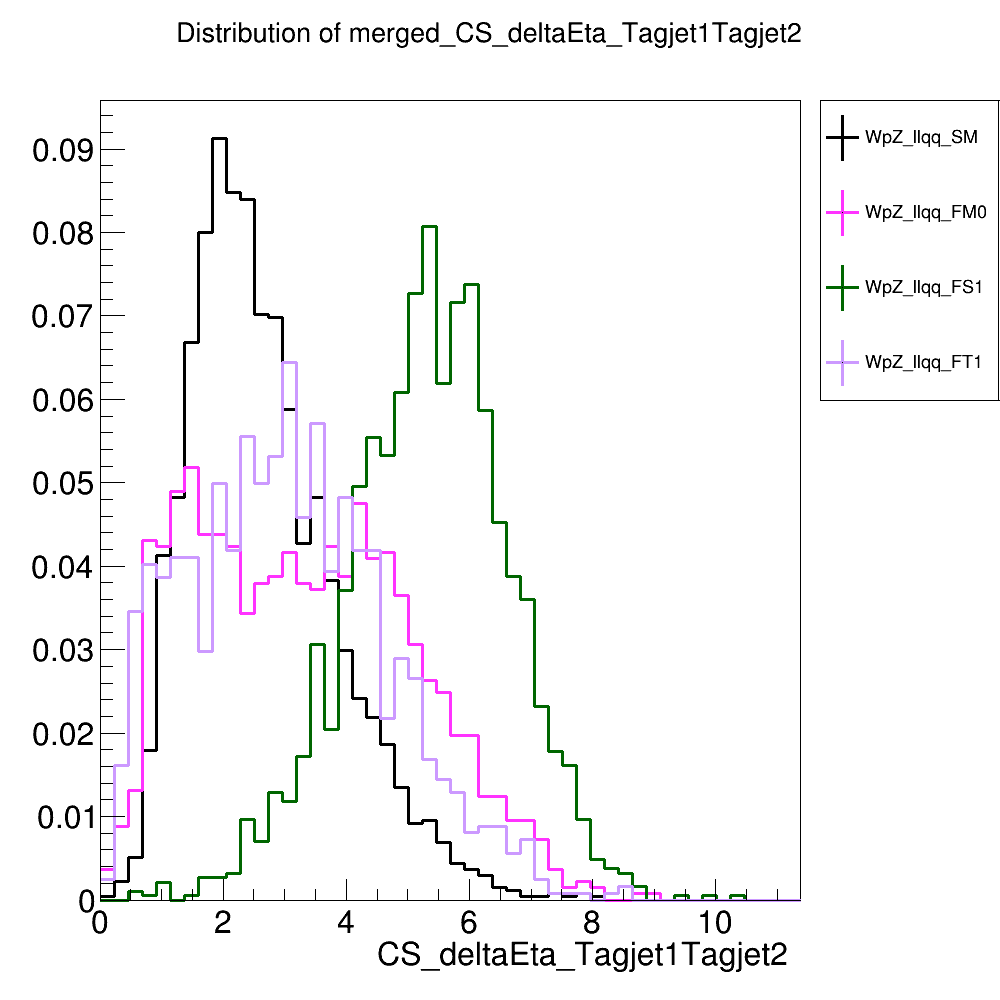 Distribution of merged_CS_deltaEta_Tagjet1Tagjet2
0.09
0.08
0.07
0.06
0.05
0.04
0.03
0.02
0.01
0
0 2 4 6 8 10
CS_deltaEta_Tagjet1Tagjet2
WpZ_llqq_SM
WpZ_llqq_FM0
WpZ_llqq_FS1
WpZ_llqq_FT1